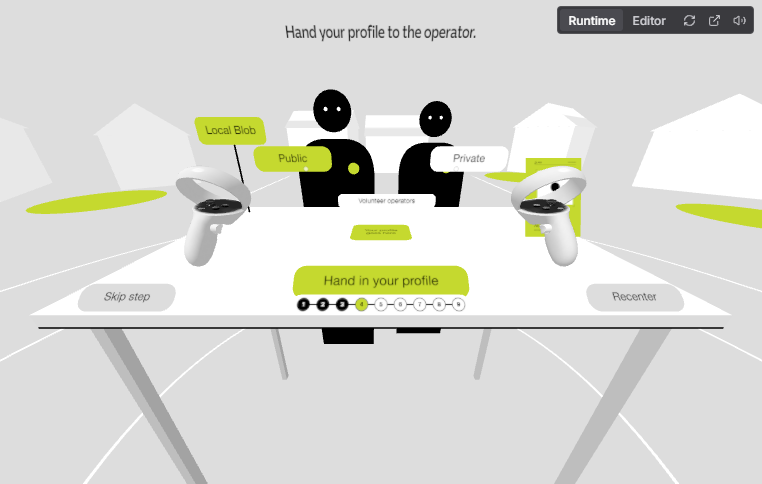 Runtime Editor
Hand your profile to the operator.
Local Blob
Public
Private
Volunteer operators
Hand in your profile
1 2 3 4 5 6 7 8 9
Skip step
Recenter